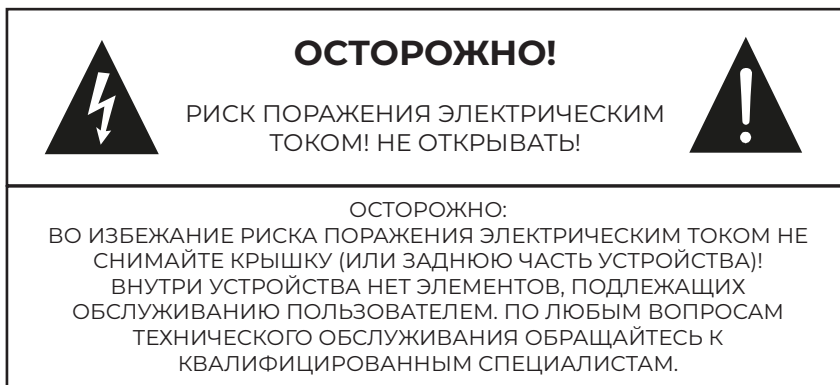 ОСТОРОЖНО!
РИСК ПОРАЖЕНИЯ ЭЛЕКТРИЧЕСКИМ
ТОКОМ! НЕ ОТКРЫВАТЬ!
ОСТОРОЖНО:
ВО ИЗБЕЖАНИЕ РИСКА ПОРАЖЕНИЯ ЭЛЕКТРИЧЕСКИМ ТОКОМ НЕ
СНИМАЙТЕ КРЫШКУ (ИЛИ ЗАДНЮЮ ЧАСТЬ УСТРОЙСТВА)!
ВНУТРИ УСТРОЙСТВА НЕТ ЭЛЕМЕНТОВ, ПОДЛЕЖАЩИХ
ОБСЛУЖИВАНИЮ ПОЛЬЗОВАТЕЛЕМ. ПО ЛЮБЫМ ВОПРОСАМ
ТЕХНИЧЕСКОГО ОБСЛУЖИВАНИЯ ОБРАЩАЙТЕСЬ К
КВАЛИФИЦИРОВАННЫМ СПЕЦИАЛИСТАМ.